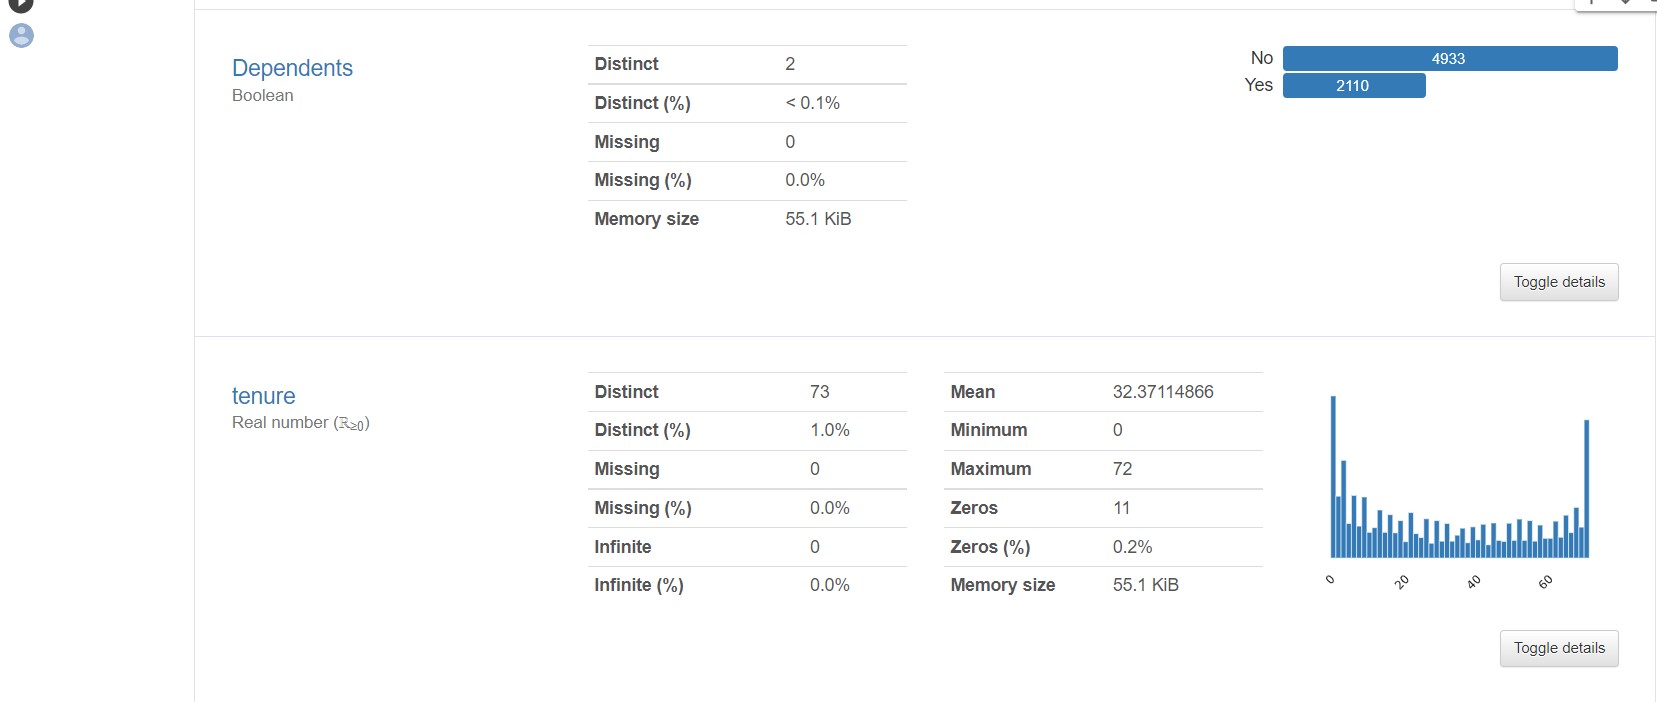 Dependents
Boolean
Distinct 2
Distinct (%) < 0.1%
Missing 0
Missing (%) 0.0%
Memory size 55.1 KiB
No 4933
Yes 2110
Toggle details
tenure
Real number (ℝ≥0)
Distinct 73
Distinct (%) 1.0%
Missing 0
Missing (%) 0.0%
Infinite 0
Infinite (%) 0.0%
Mean 32.37114866
Minimum 0
Maximum 72
Zeros 11
Zeros (%) 0.2%
Memory size 55.1 KiB
0 20 40 60
Toggle details